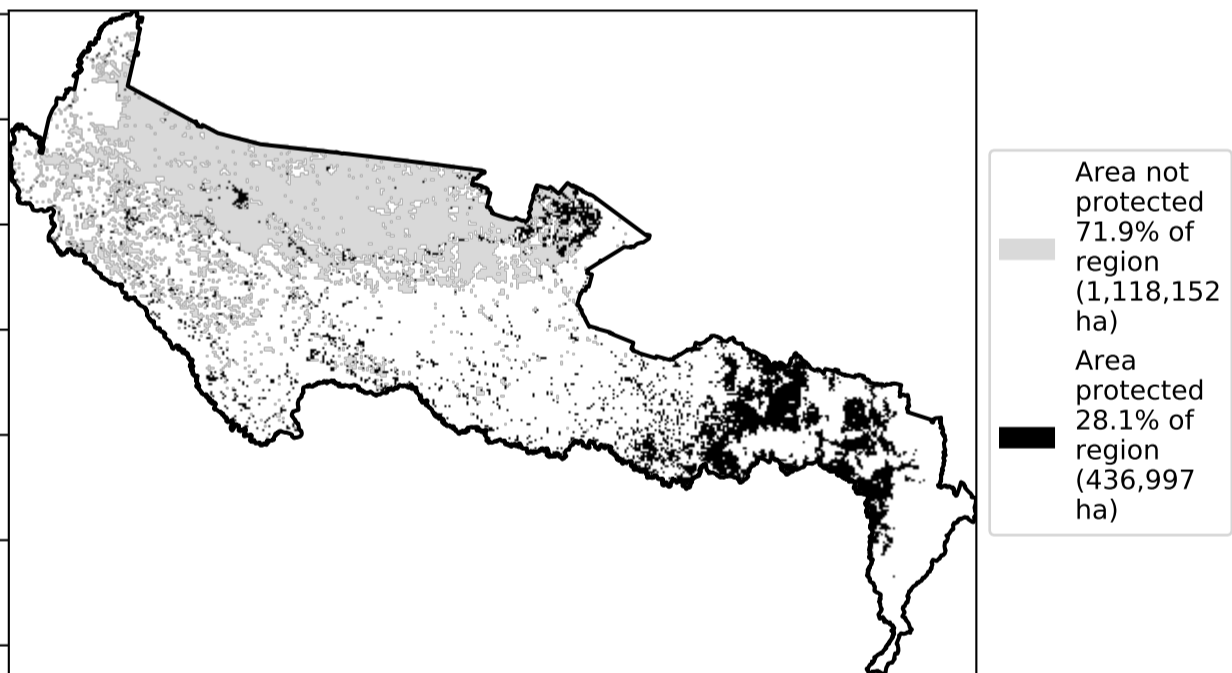 Area not
protected
71.9% of
region
(1,118,152
ha)
Area
protected
28.1% of
region
(436,997
ha)